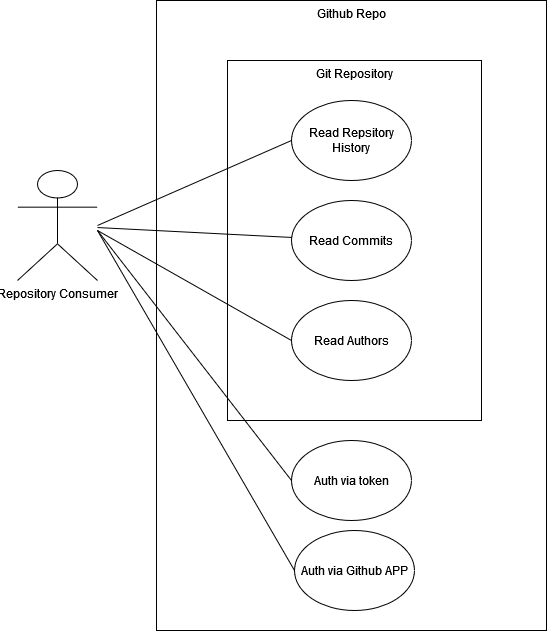 Github Repo
Git Repository
Read Repsitory
History
Read Commits
Repository Consumer
Read Authors
Auth via token
Auth via Github APP